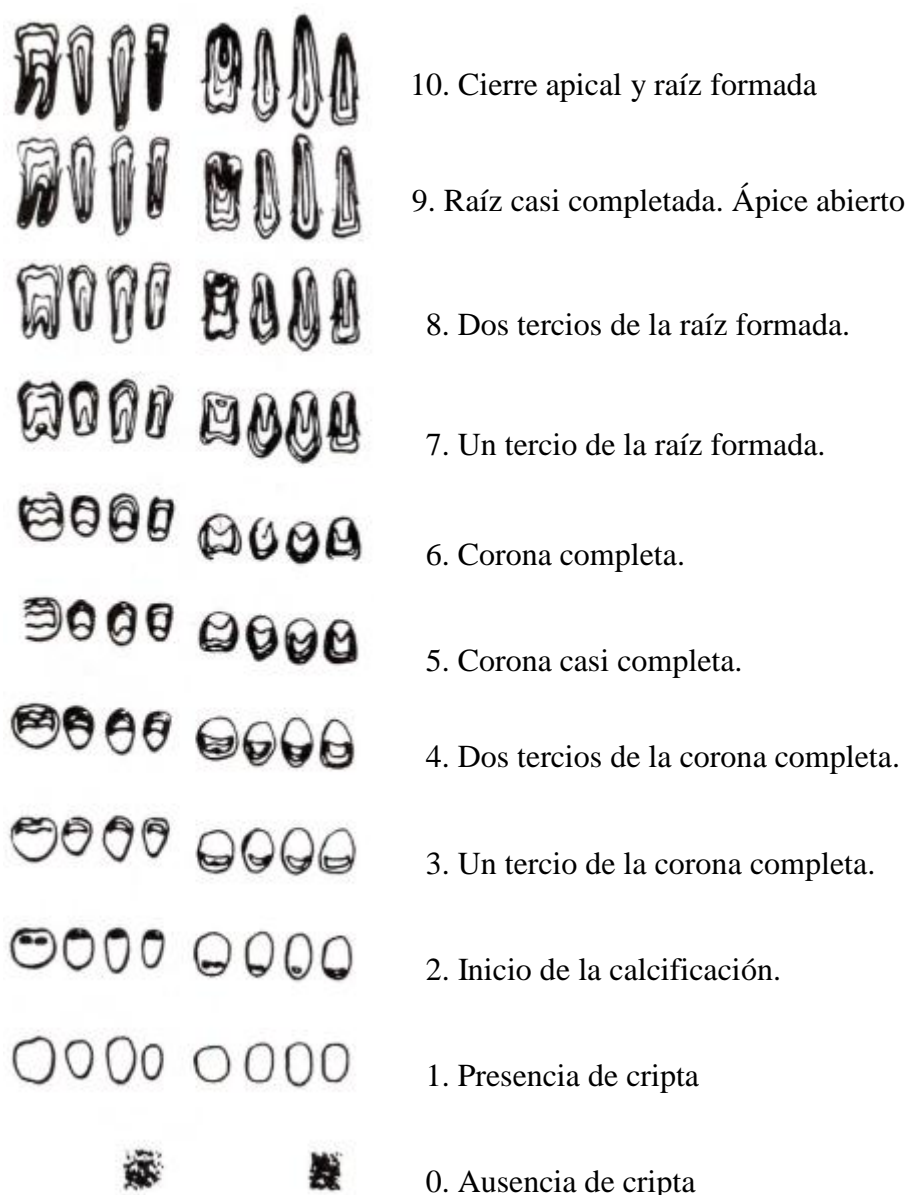 10. Cierre apical y raíz formada
9. Raíz casi completada. Ápice abierto
8. Dos tercios de la raíz formada.
7. Un tercio de la raíz formada.
6. Corona completa.
5. Corona casi completa.
4. Dos tercios de la corona completa.
3. Un tercio de la corona completa.
2. Inicio de la calcificación.
1. Presencia de cripta
0. Ausencia de cripta